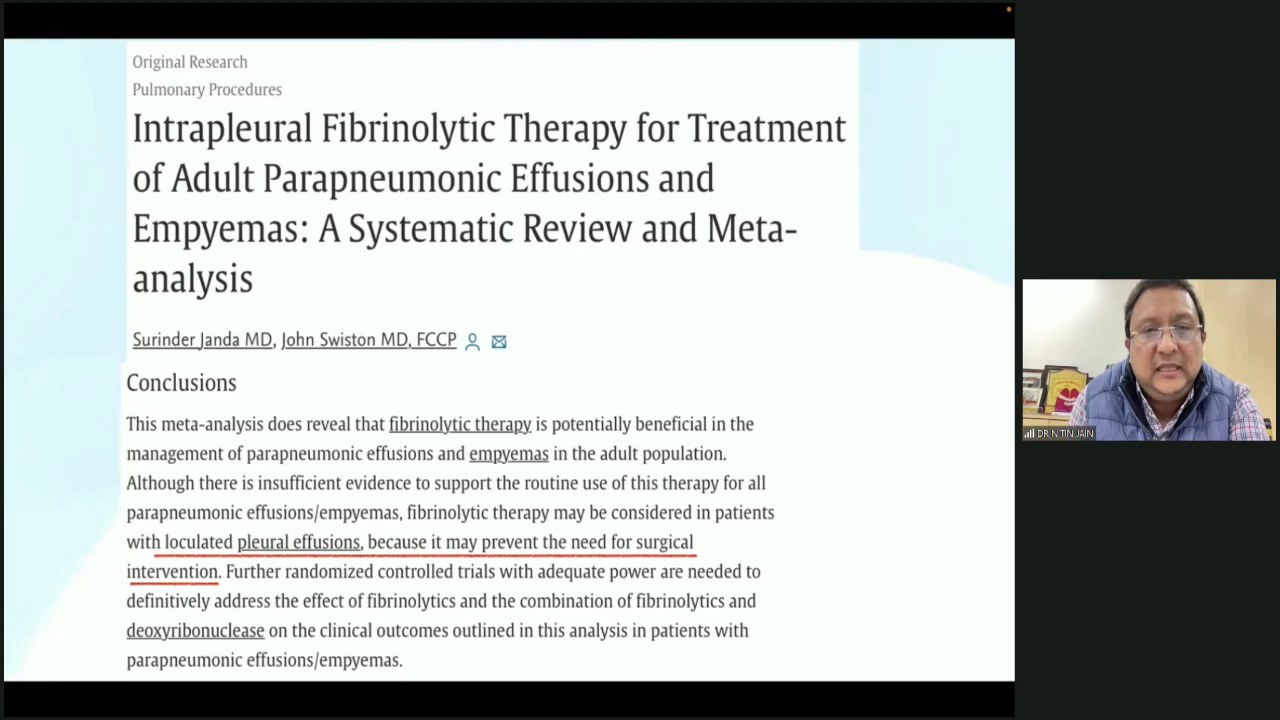 Original Research
Pulmonary Procedures
Intrapleural Fibrinolytic Therapy for Treatment
of Adult Parapneumonic Effusions and
Empyemas: A Systematic Review and Meta-
analysis
Surinder Janda MD, John Swiston MD, FCCP
Conclusions
This meta-analysis does reveal that fibrinolytic therapy is potentially beneficial in the
management of parapneumonic effusions and empyemas in the adult population.
Although there is insufficient evidence to support the routine use of this therapy for all
parapneumonic effusions/empyemas, fibrinolytic therapy may be considered in patients
with loculated pleural effusions, because it may prevent the need for surgical
intervention. Further randomized controlled trials with adequate power are needed to
definitively address the effect of fibrinolytics and the combination of fibrinolytics and
deoxyribonuclease on the clinical outcomes outlined in this analysis in patients with
parapneumonic effusions/empyemas.
DR NITIN JAIN